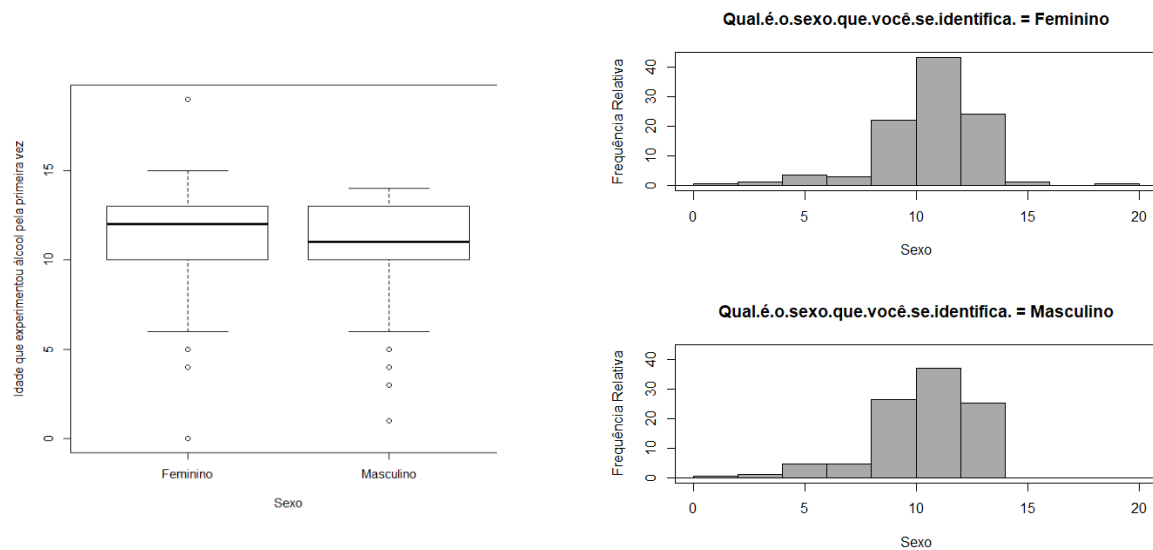 Idade que experimentou álcool pela primeira vez
15
10
5
0
Feminino
Masculino
Sexo
Qual.é.o.sexo.que.você.se.identifica. = Feminino
Frequência Relativa
40
30
20
10
0
0 5 10 15 20
Sexo
Qual.é.o.sexo.que.você.se.identifica. = Masculino
Frequência Relativa
40
30
20
10
0
0 5 10 15 20
Sexo